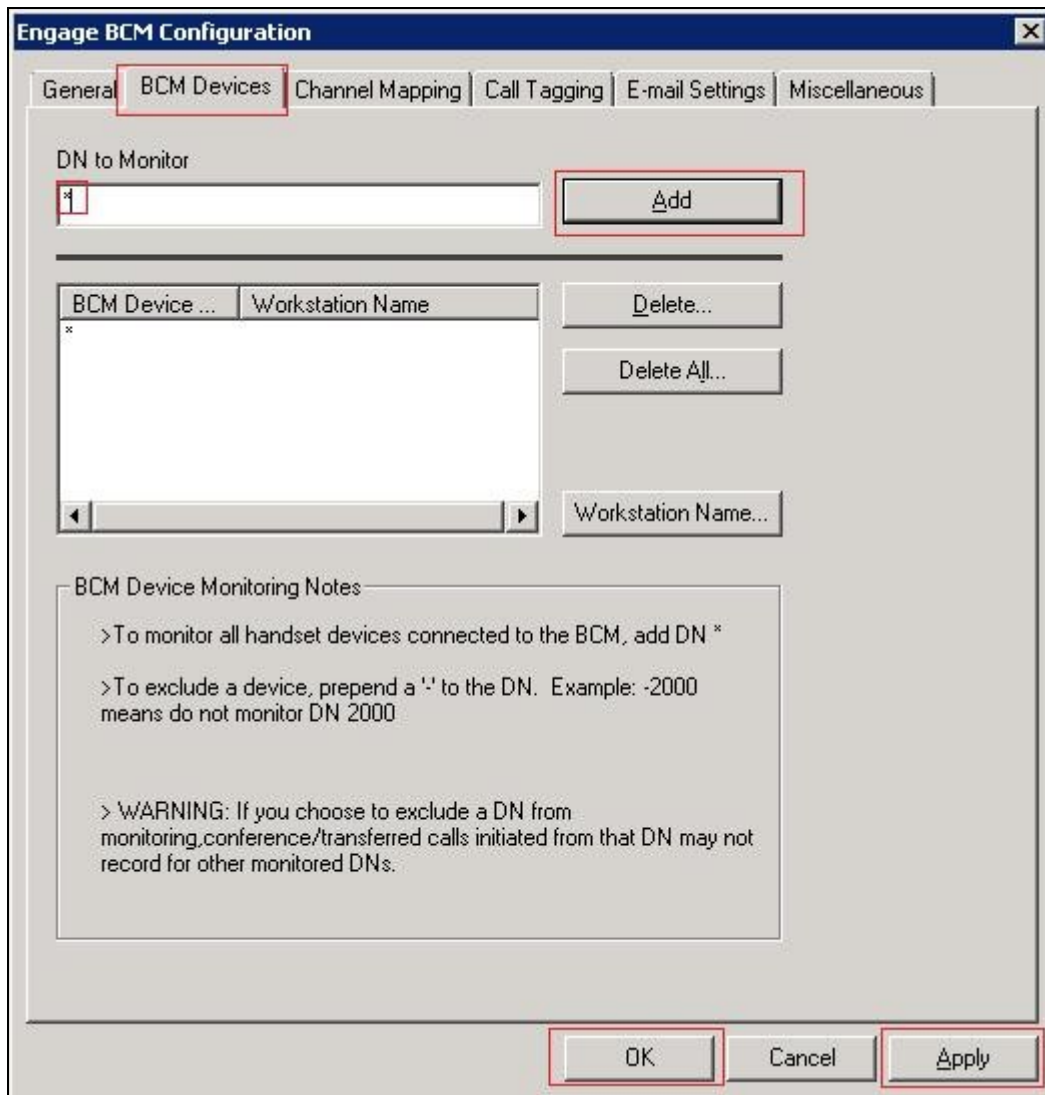 Engage BCM Configuration
General BCM Devices Channel Mapping Call Tagging E-mail Settings Miscellaneous
DN to Monitor
* Add
BCM Device ... Workstation Name Delete...
*
Delete All...
Workstation Name...
BCM Device Monitoring Notes
>To monitor all handset devices connected to the BCM, add DN *
>To exclude a device, prepend a '-' to the DN. Example: -2000
means do not monitor DN 2000
> WARNING: If you choose to exclude a DN from
monitoring,conference/transferred calls initiated from that DN may not
record for other monitored DNs.
OK Cancel Apply